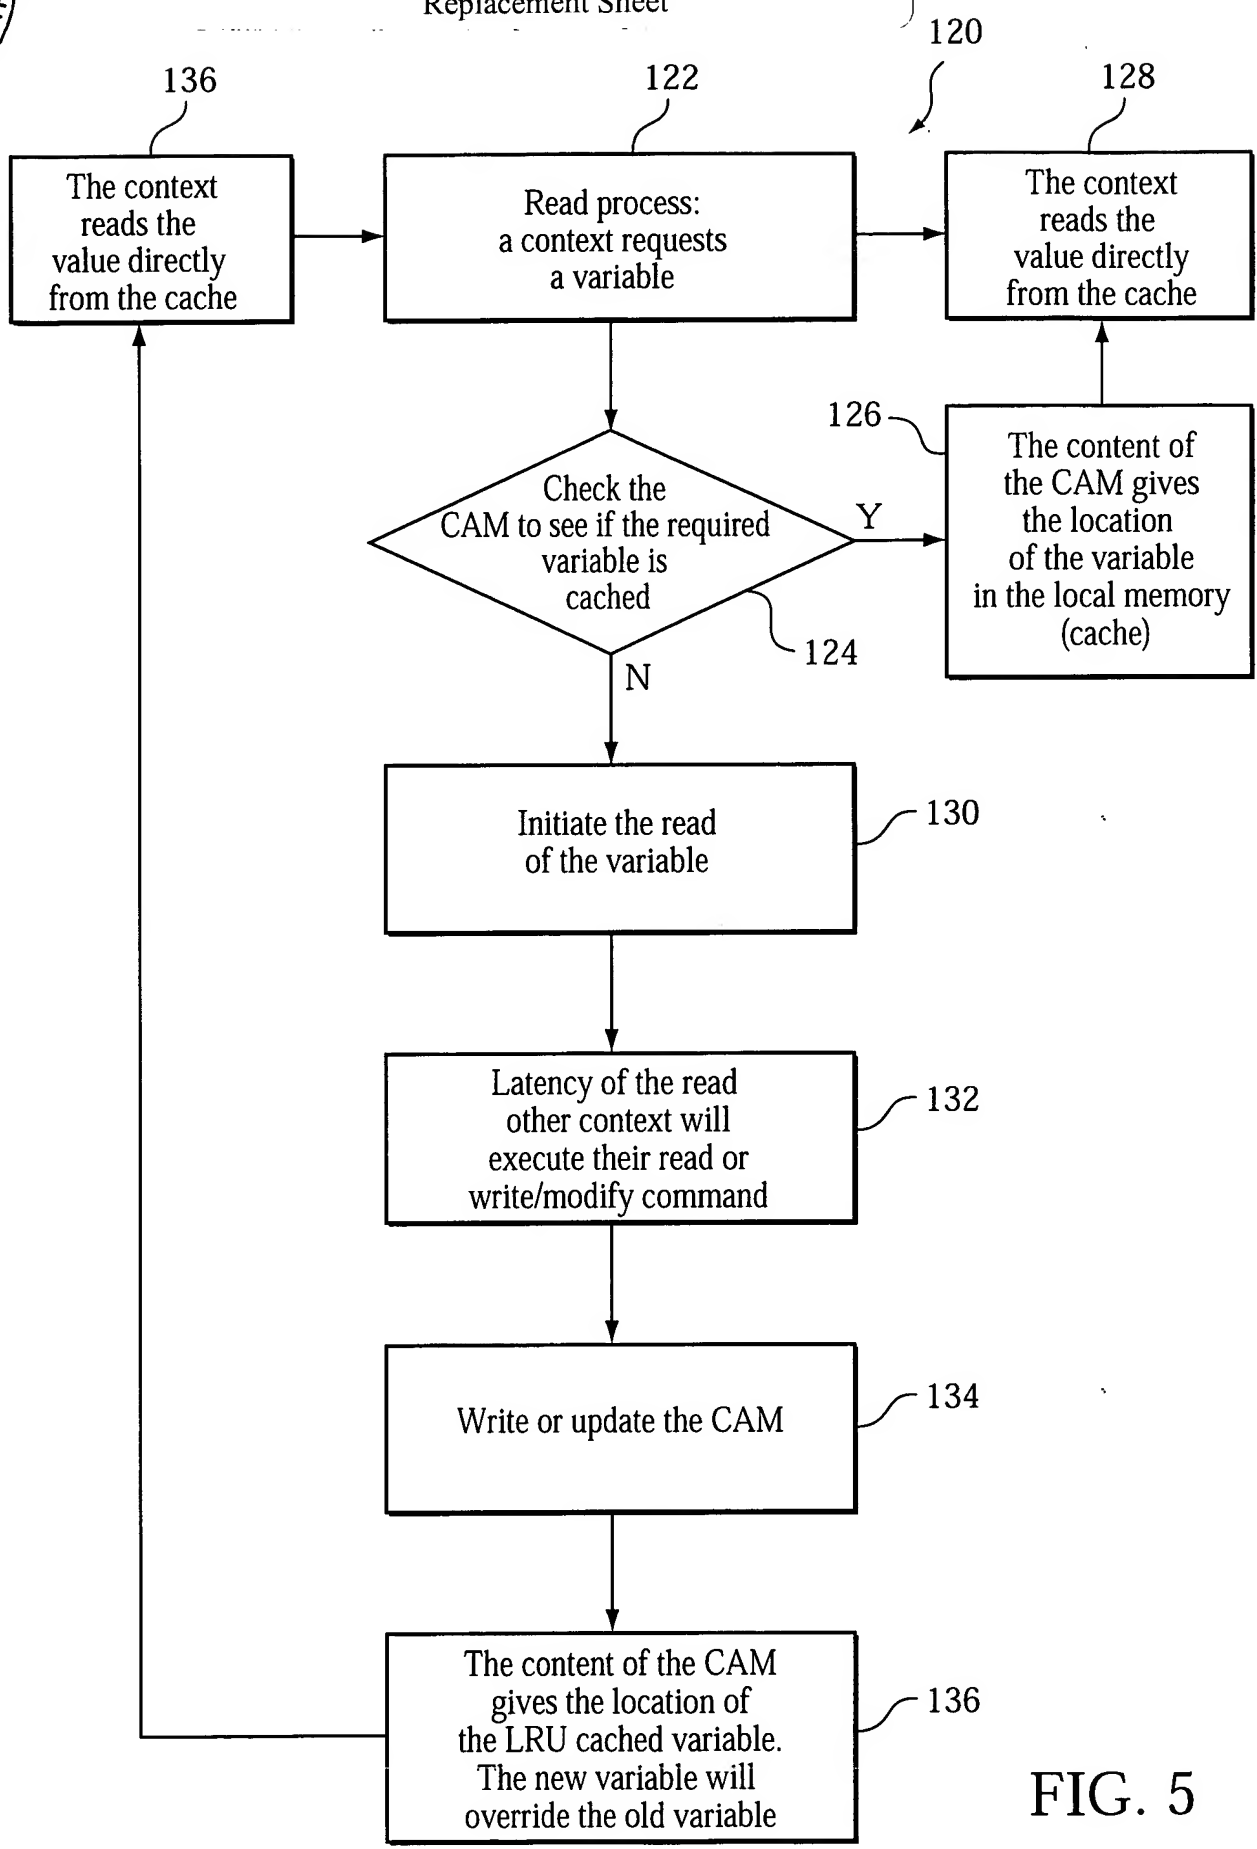 Replacement Sheet
120
136
122
128
The context
reads the
value directly
from the cache
Read process:
a context requests
a variable
The context
reads the
value directly
from the cache
126
The content of
the CAM gives
the location
of the variable
in the local memory
(cache)
Check the
CAM to see if the required
variable is
cached
Y
124
N
Initiate the read
of the variable
130
Latency of the read
other context will
execute their read or
write/modify command
132
Write or update the CAM
134
The content of the CAM
gives the location of
the LRU cached variable.
The new variable will
override the old variable
136
FIG. 5